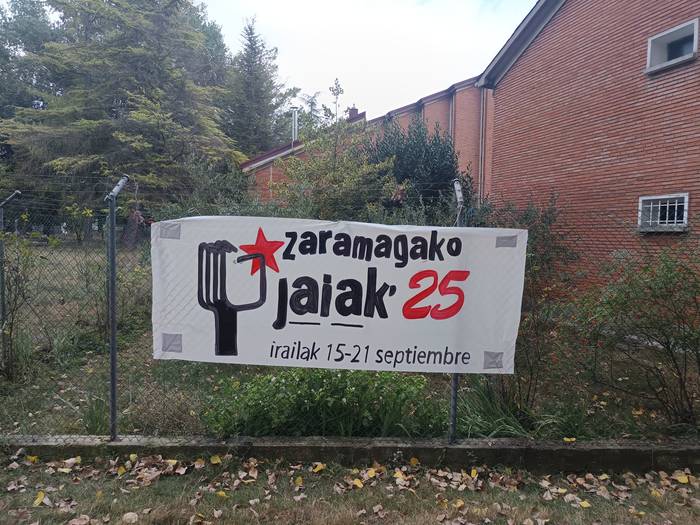 zaramagako
jaiak' 25
irailak 15-21 septiembre